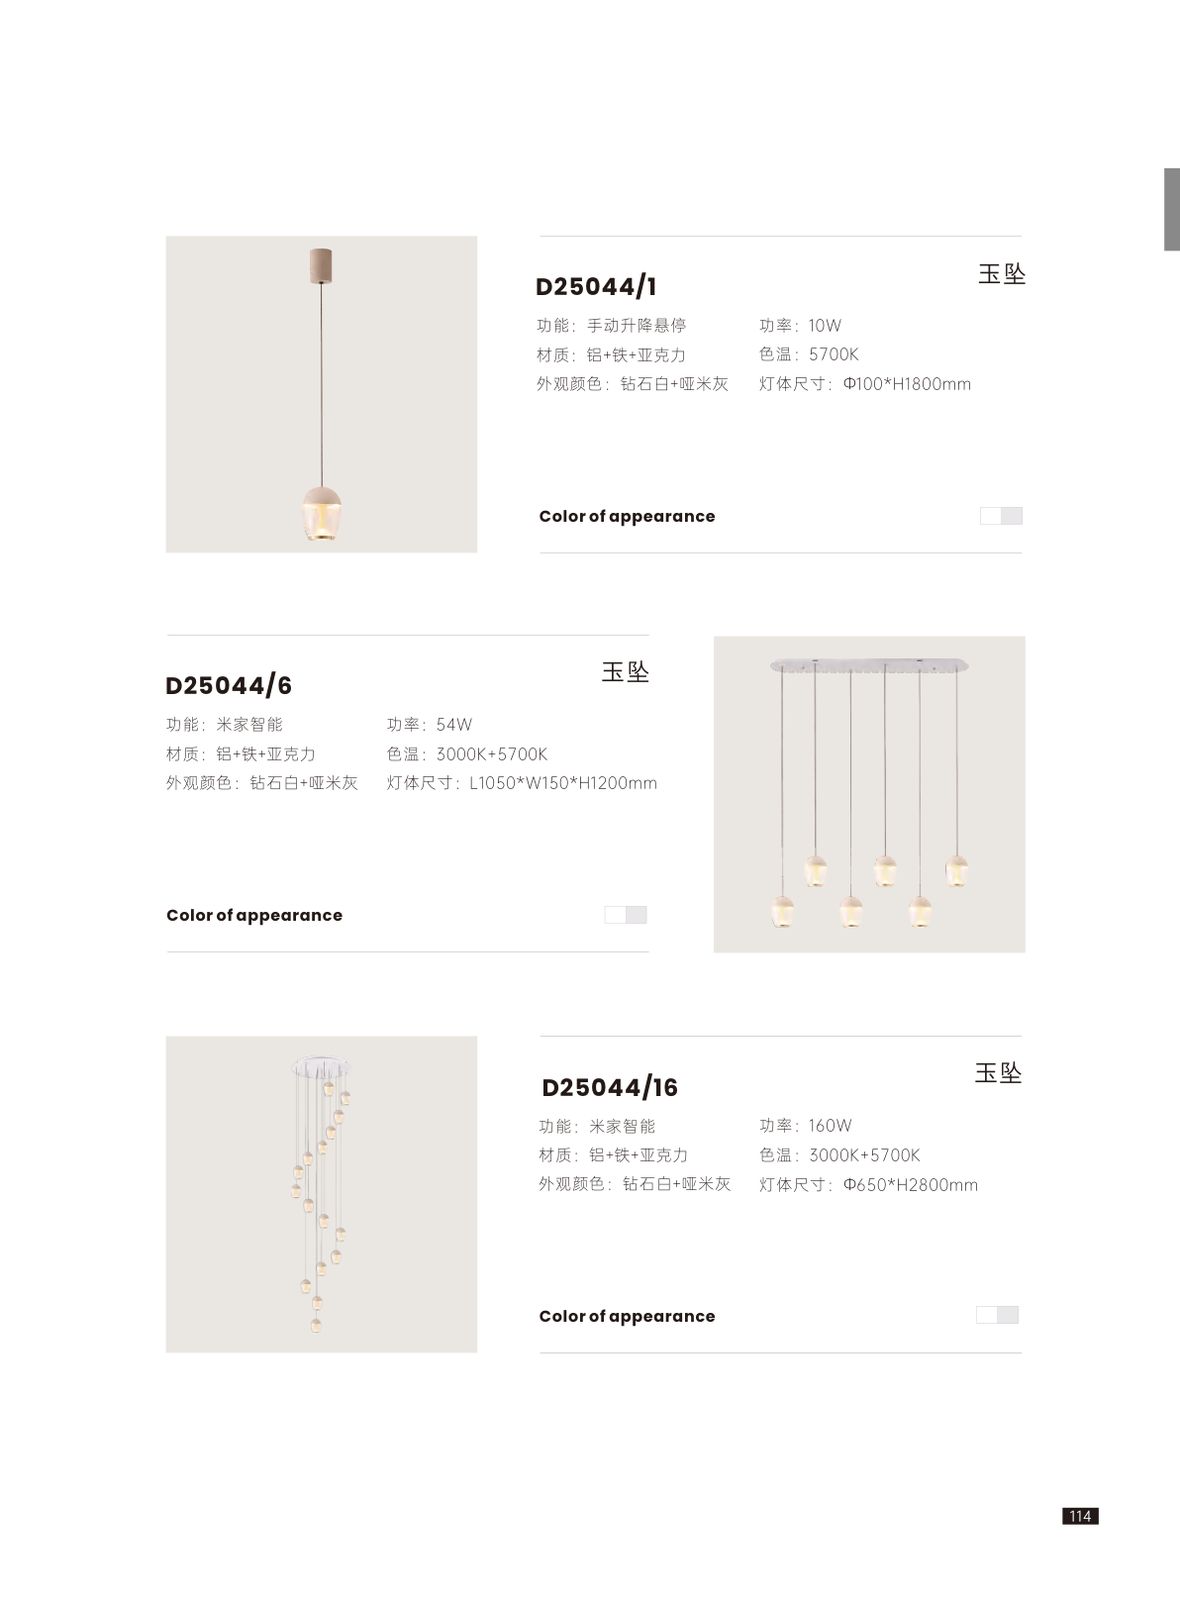 玉坠
D25044/1
功能：手动升降悬停 功率：10W
材质：铝+铁+亚克力 色温：5700K
外观颜色：钻石白+哑米灰 灯体尺寸：Φ100*H1800mm
Color of appearance
玉坠
D25044/6
功能：米家智能 功率：54W
材质：铝+铁+亚克力 色温：3000K+5700K
外观颜色：钻石白+哑米灰 灯体尺寸：L1050*W150*H1200mm
Color of appearance
玉坠
D25044/16
功能：米家智能 功率：160W
材质：铝+铁+亚克力 色温：3000K+5700K
外观颜色：钻石白+哑米灰 灯体尺寸：Φ650*H2800mm
Color of appearance
114